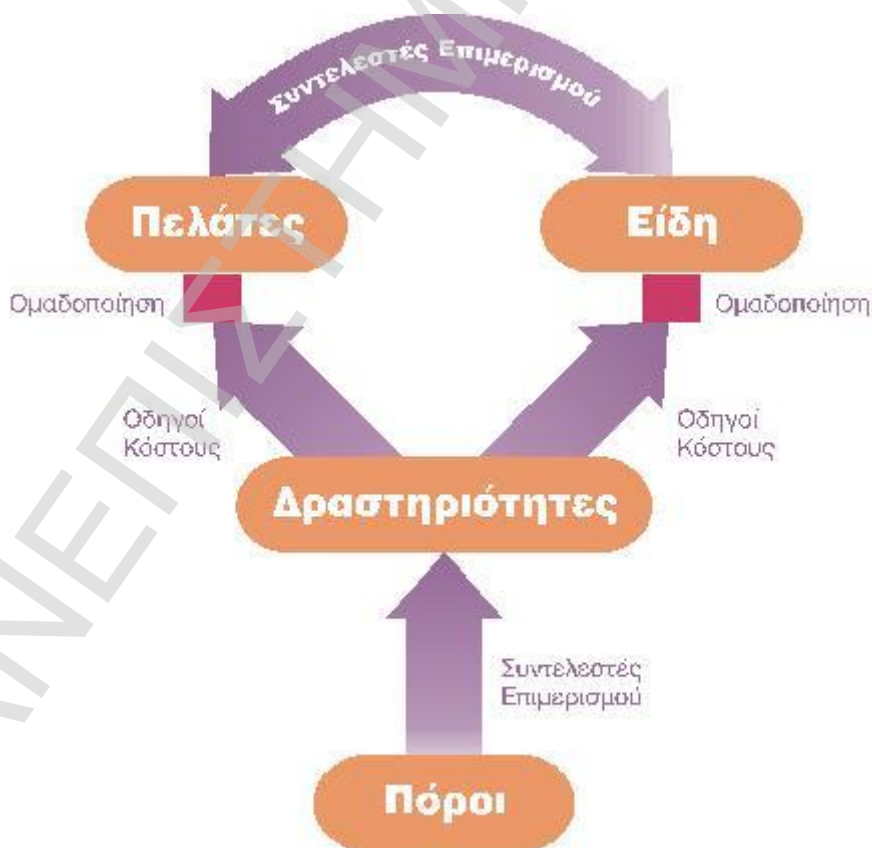 Συντελεστές Επιμερισμού
Πελάτες
Είδη
Ομαδοποίηση
Ομαδοποίηση
Οδηγοί
Κόστους
Οδηγοί
Κόστους
Δραστηριότητες
Συντελεστές
Επιμερισμού
Πόροι